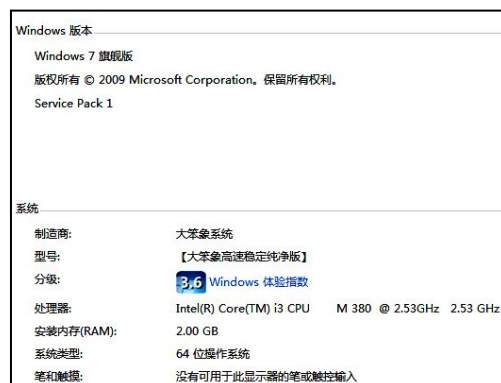 Windows 版本
Windows 7 旗舰版
版权所有 © 2009 Microsoft Corporation。保留所有权利。
Service Pack 1
系统
制造商: 大笨象系统
型号: 【大笨象高速稳定纯净版】
分级: 3.6 Windows 体验指数
处理器: Intel(R) Core(TM) i3 CPU M 380 @ 2.53GHz 2.53 GHz
安装内存(RAM): 2.00 GB
系统类型: 64 位操作系统
笔和触摸: 没有可用于此显示器的笔或触控输入